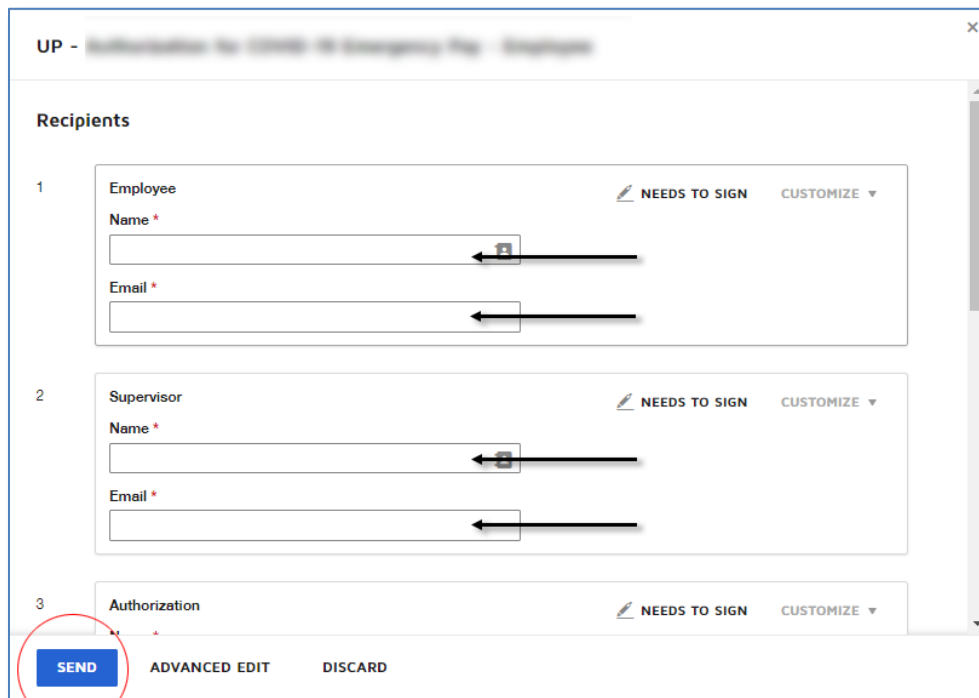 UP -
Recipients
1
Employee
NEEDS TO SIGN
CUSTOMIZE
Name *
Email *
2
Supervisor
NEEDS TO SIGN
CUSTOMIZE
Name *
Email *
3
Authorization
NEEDS TO SIGN
CUSTOMIZE
SEND
ADVANCED EDIT
DISCARD